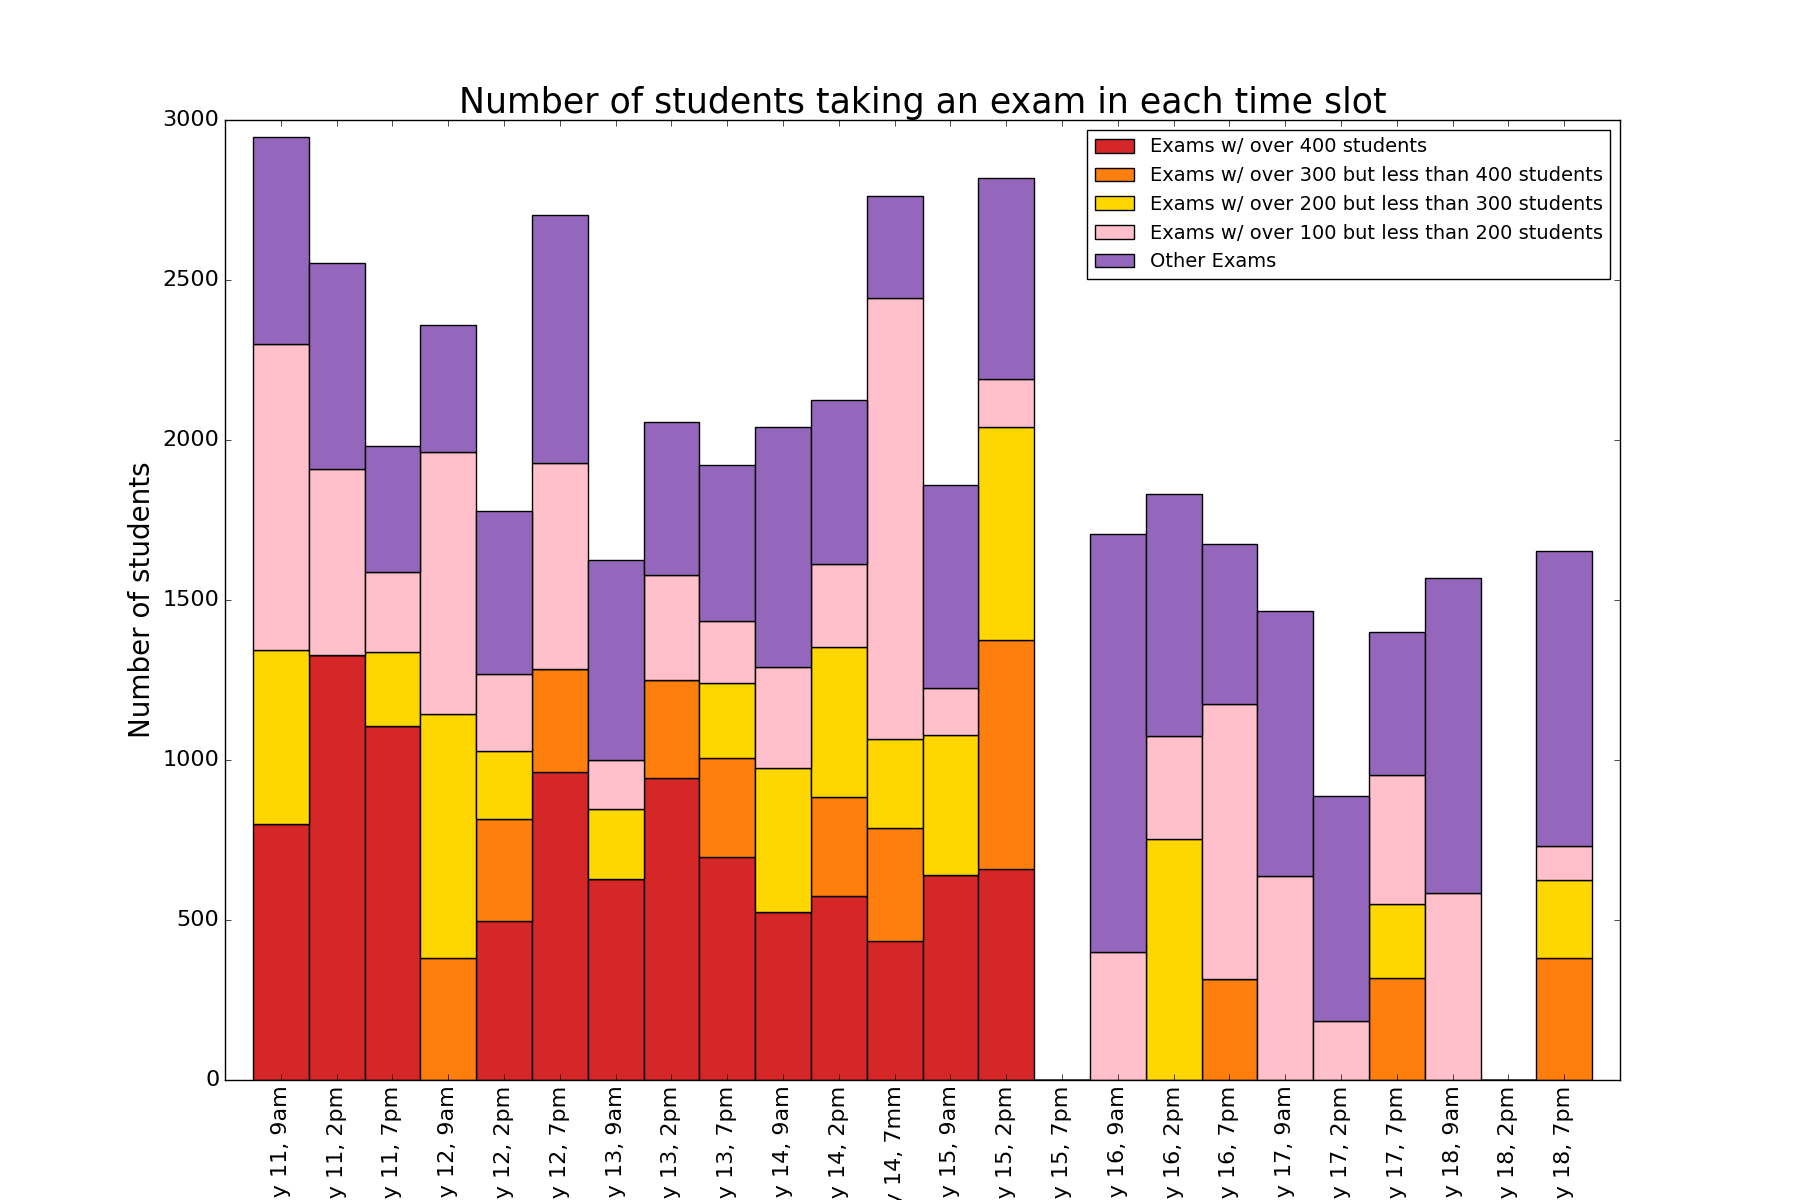 Number of students taking an exam in each time slot
3000
2500
2000
1500
1000
500
0
Number of students
Exams w/ over 400 students
Exams w/ over 300 but less than 400 students
Exams w/ over 200 but less than 300 students
Exams w/ over 100 but less than 200 students
Other Exams
y 11, 9am
y 11, 2pm
y 11, 7pm
y 12, 9am
y 12, 2pm
y 12, 7pm
y 13, 9am
y 13, 2pm
y 13, 7pm
y 14, 9am
y 14, 2pm
y 14, 7mm
y 15, 9am
y 15, 2pm
y 15, 7pm
y 16, 9am
y 16, 2pm
y 16, 7pm
y 17, 9am
y 17, 2pm
y 17, 7pm
y 18, 9am
y 18, 2pm
y 18, 7pm